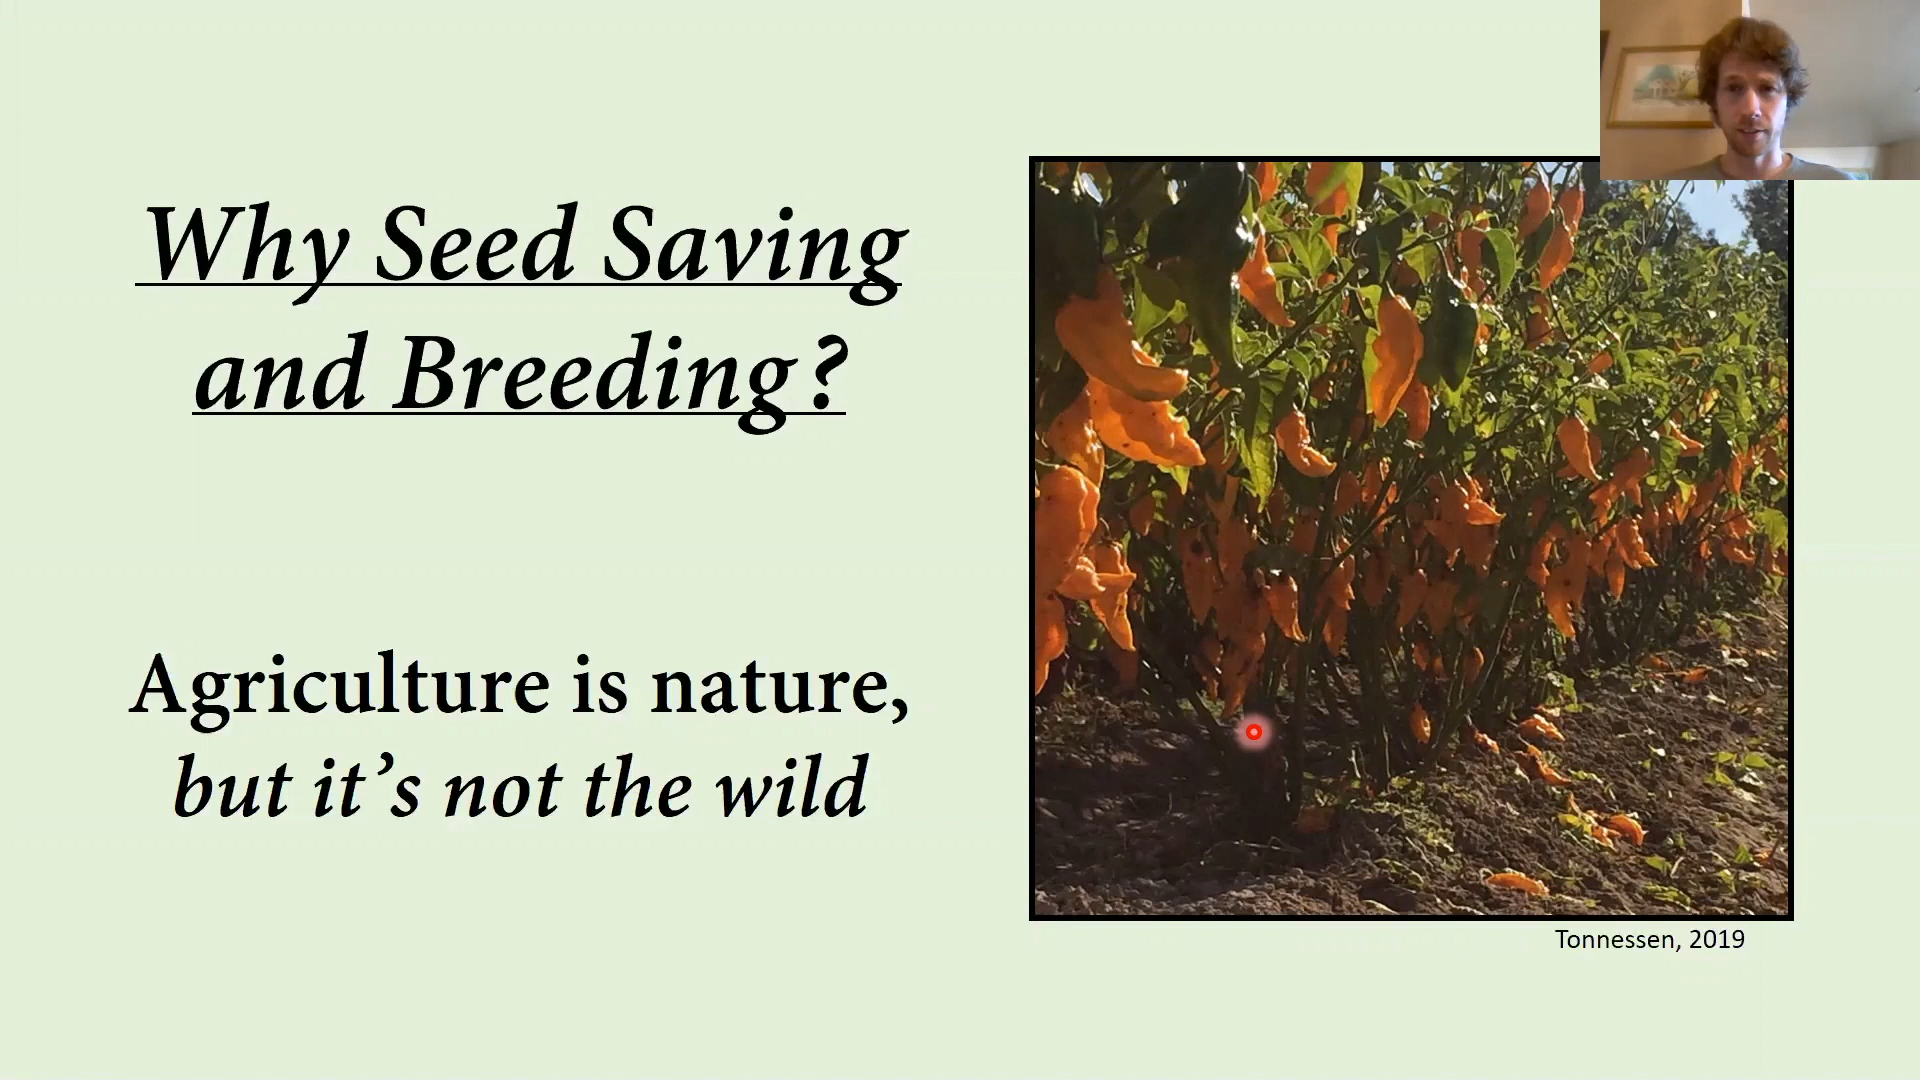 Why Seed Saving
and Breeding?
Agriculture is nature,
but it’s not the wild
Tonnessen, 2019